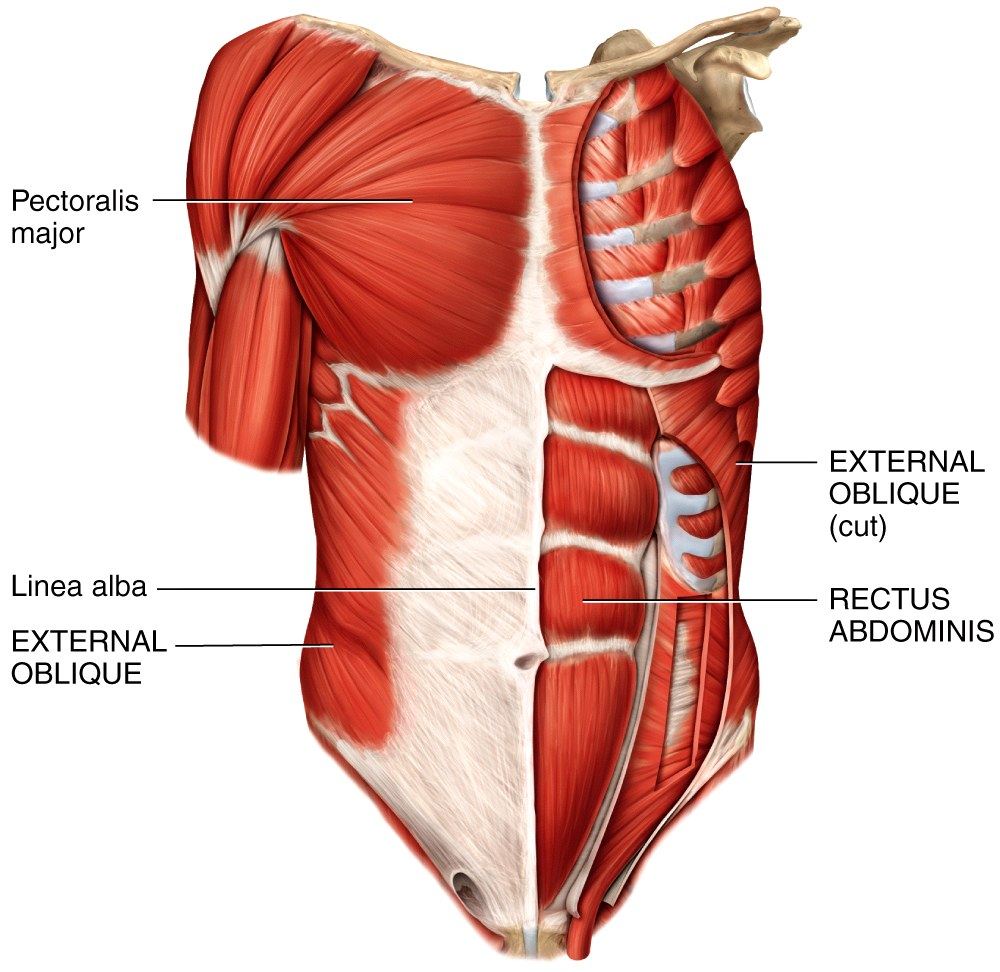 Pectoralis
major
Linea alba
EXTERNAL
OBLIQUE
EXTERNAL
OBLIQUE
(cut)
RECTUS
ABDOMINIS